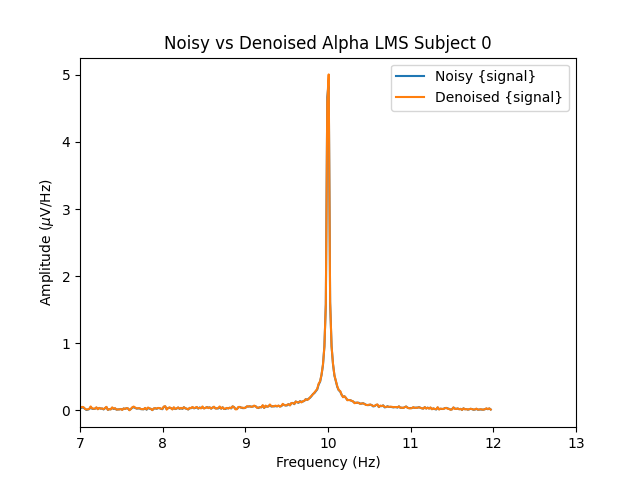 Noisy vs Denoised Alpha LMS Subject 0
Noisy {signal}
Denoised {signal}
Amplitude (μV/Hz)
5
4
3
2
1
0
7 8 9 10 11 12 13
Frequency (Hz)